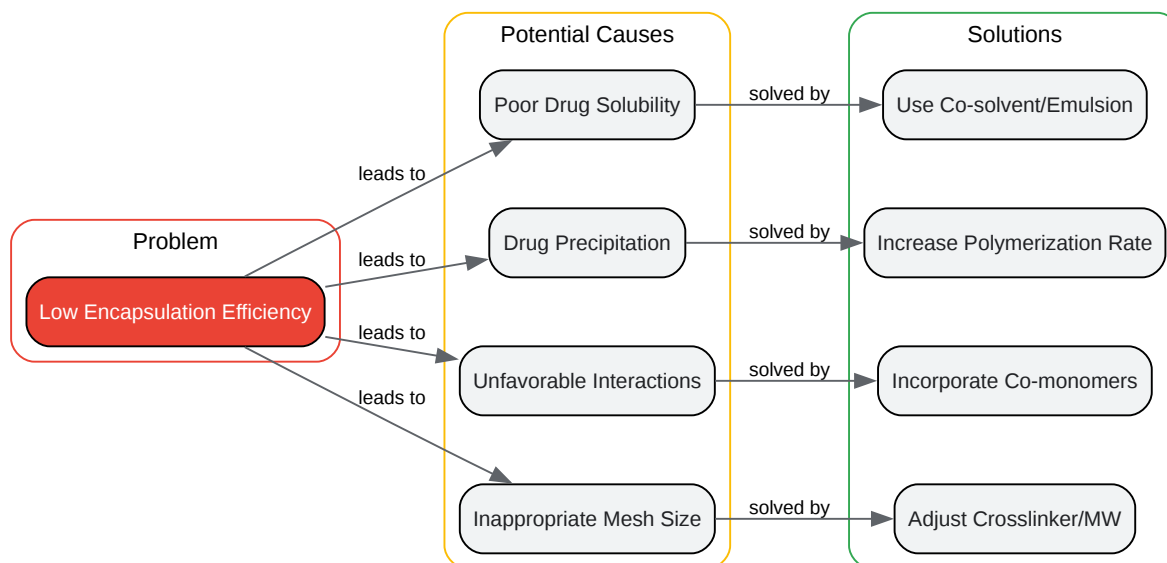 Potential Causes
Solutions
Poor Drug Solubility
solved by
Use Co-solvent/Emulsion
leads to
Problem
Drug Precipitation
solved by
Increase Polymerization Rate
leads to
Low Encapsulation Efficiency
leads to
Unfavorable Interactions
solved by
Incorporate Co-monomers
leads to
Inappropriate Mesh Size
solved by
Adjust Crosslinker/MW